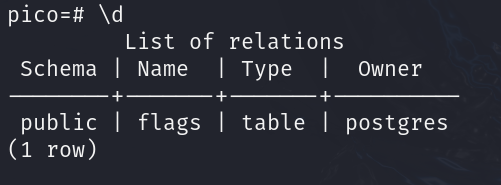 pico=# \d
List of relations
Schema | Name | Type | Owner
--------+-------+-------+----------
public | flags | table | postgres
(1 row)